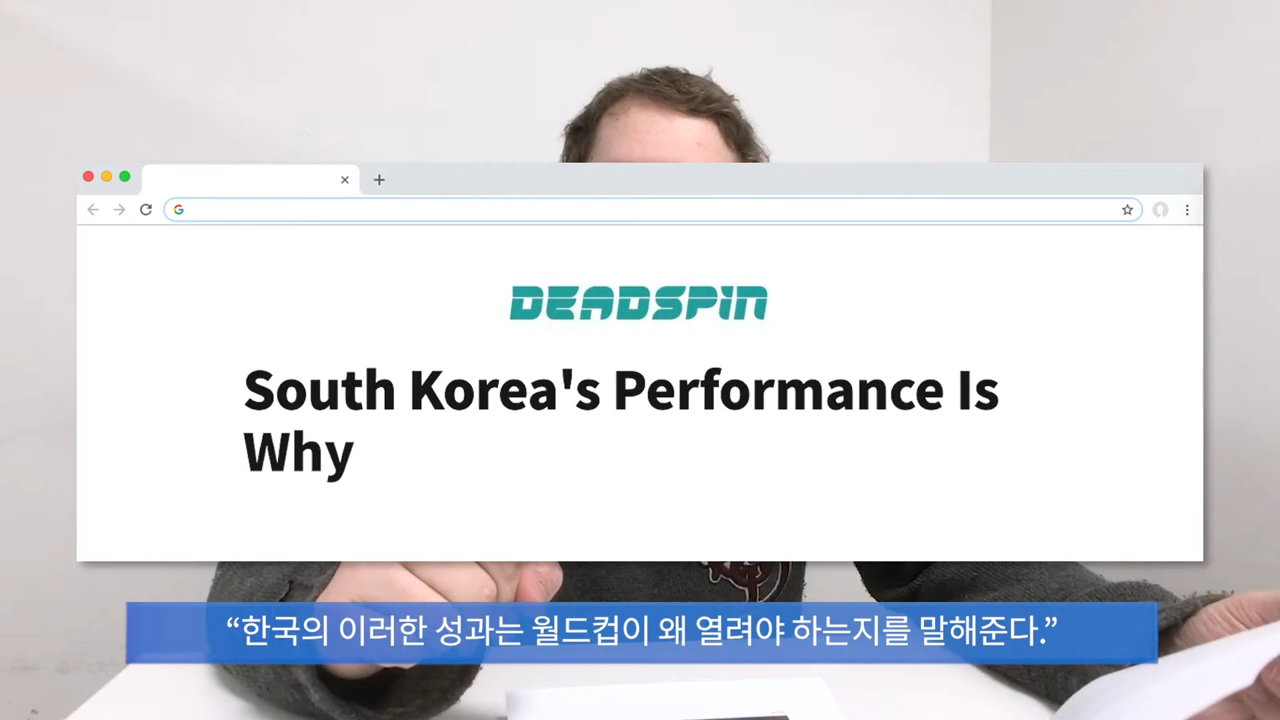 DEADSPIN
South Korea's Performance Is
Why
“한국의 이러한 성과는 월드컵이 왜 열려야 하는지를 말해준다.”